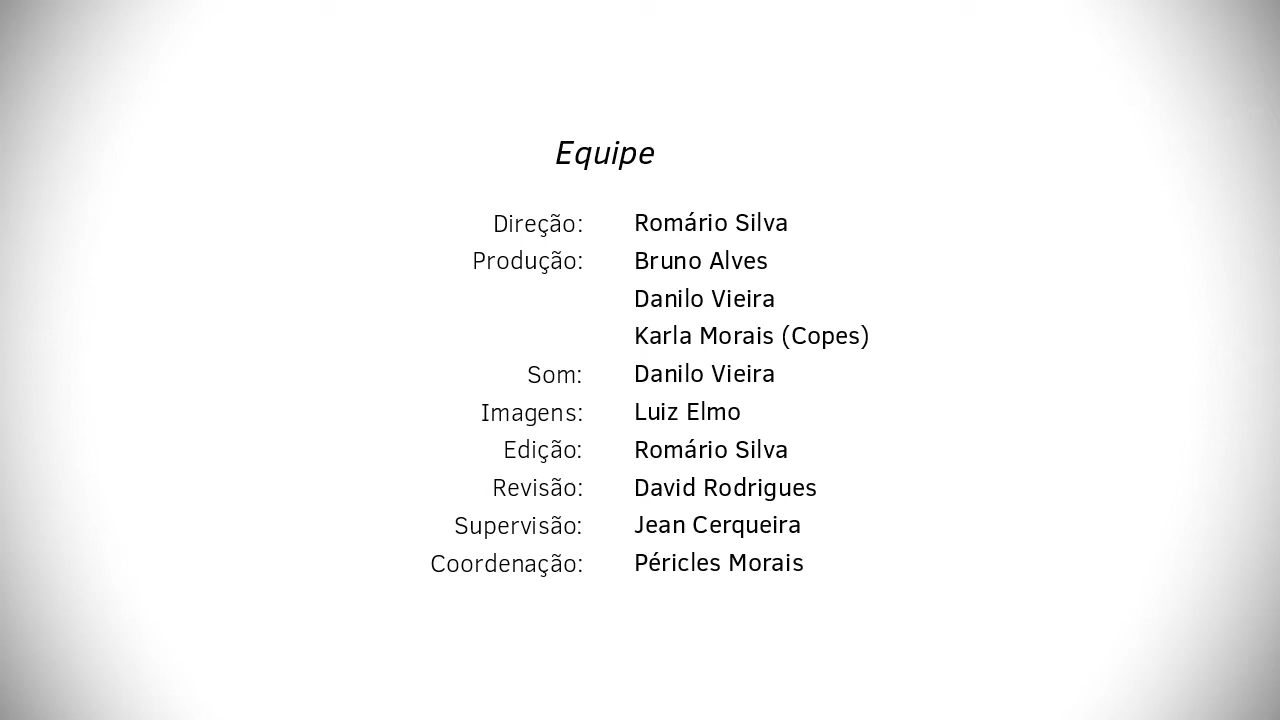 Equipe
Direção: Romário Silva
Produção: Bruno Alves
Danilo Vieira
Karla Morais (Copes)
Som: Danilo Vieira
Imagens: Luiz Elmo
Edição: Romário Silva
Revisão: David Rodrigues
Supervisão: Jean Cerqueira
Coordenação: Péricles Morais